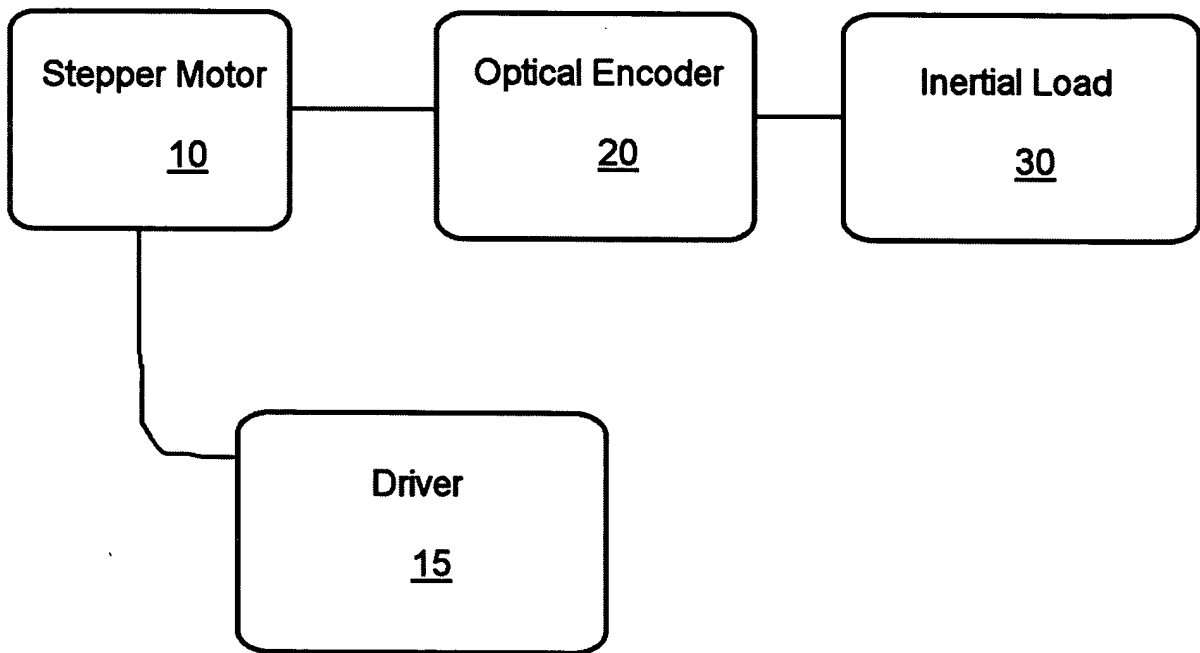 Stepper Motor
10
Optical Encoder
20
Inertial Load
30
Driver
15